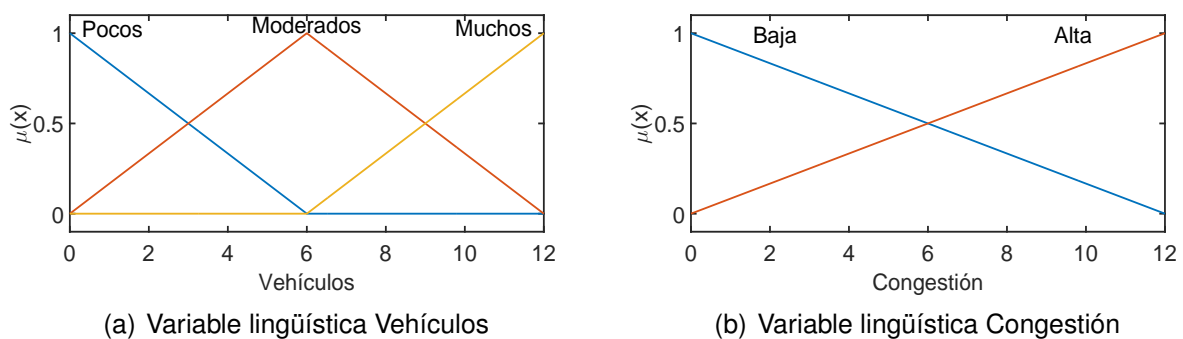 Pocos Moderados Muchos
1
0.5
0
μ(x)
0 2 4 6 8 10 12
Vehículos
(a) Variable lingüística Vehículos
Baja Alta
1
0.5
0
μ(x)
0 2 4 6 8 10 12
Congestión
(b) Variable lingüística Congestión